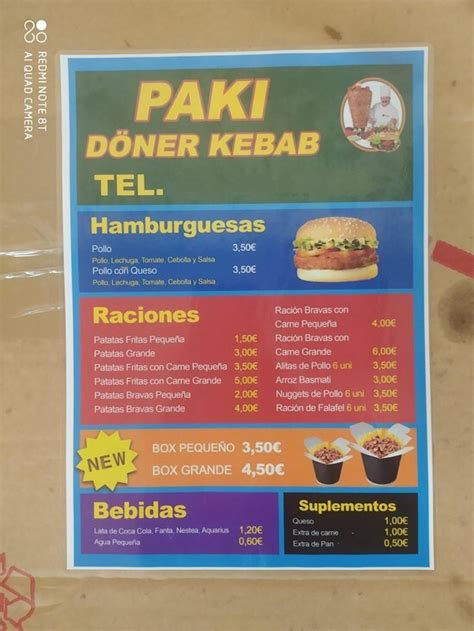 REDMI NOTE 8T
AI QUAD CAMERA
PAKI
DÖNER KEBAB
TEL.
Hamburguesas
Pollo 3,50€
Pollo, Lechuga, Tomate, Cebolla y Salsa
Pollo con Queso 3,50€
Pollo, Lechuga, Tomate, Cebolla y Salsa
Raciones
Patatas Fritas Pequeña 1,50€
Patatas Grande 3,00€
Patatas Fritas con Carne Pequeña 3,50€
Patatas Fritas con Carne Grande 5,00€
Patatas Bravas Pequeña 2,00€
Patatas Bravas Grande 4,00€
Ración Bravas con
Carne Pequeña 4,00€
Ración Bravas con
Carne Grande 6,00€
Alitas de Pollo 6 uni 3,50€
Arroz Basmati 3,00€
Nuggets de Pollo 6 uni 3,50€
Ración de Falafel 6 uni 3,50€
NEW
BOX PEQUEÑO 3,50€
BOX GRANDE 4,50€
Bebidas
Lata de Coca Cola, Fanta, Nestea, Aquarius 1,20€
Agua Pequeña 0,60€
Suplementos
Queso 1,00€
Extra de carne 1,00€
Extra de Pan 0,50€